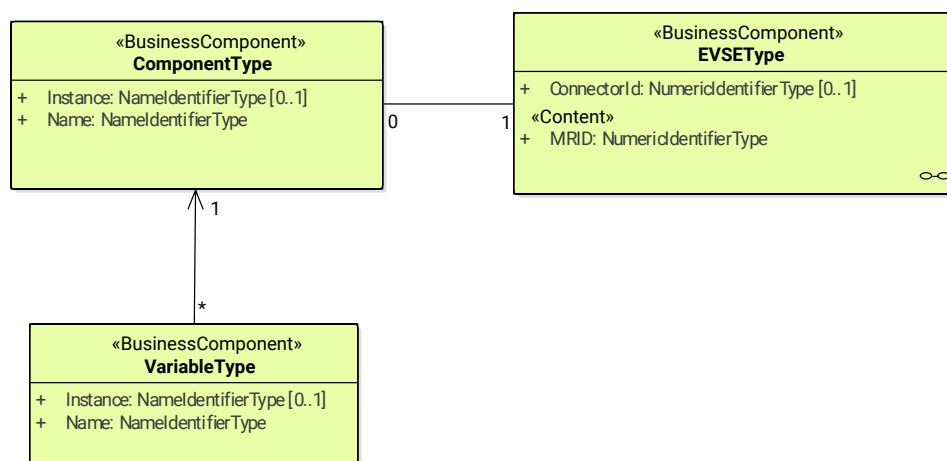 «BusinessComponent»
ComponentType
+ Instance: NameIdentifierType [0..1]
+ Name: NameIdentifierType
«BusinessComponent»
EVSEType
+ ConnectorId: NumericIdentifierType [0..1]
«Content»
+ MRID: NumericIdentifierType
0
1
1
*
«BusinessComponent»
VariableType
+ Instance: NameIdentifierType [0..1]
+ Name: NameIdentifierType